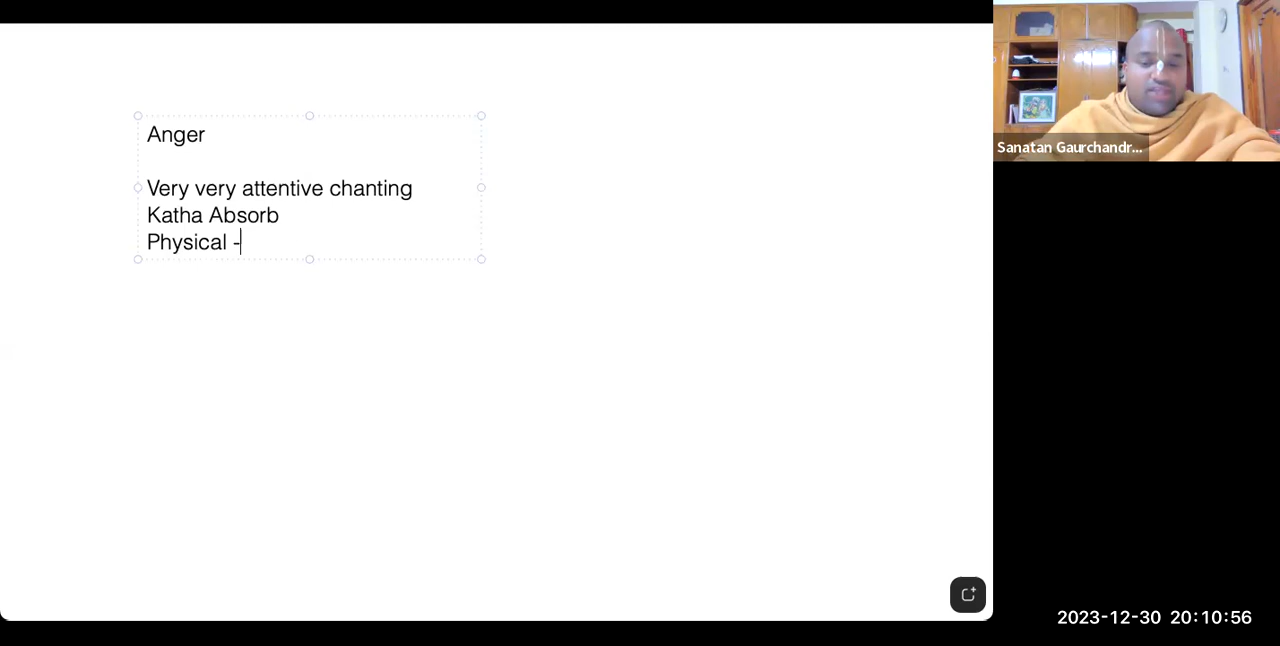 Anger
Very very attentive chanting
Katha Absorb
Physical -
Sanatan Gaurchandr...
2023-12-30 20:10:56